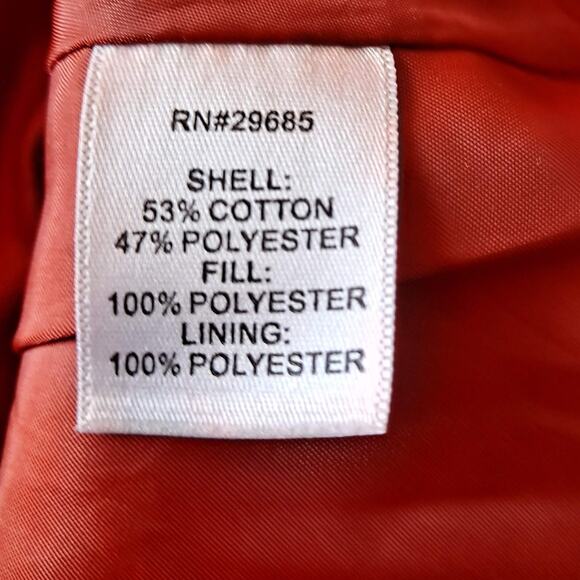 RN#29685
SHELL:
53% COTTON
47% POLYESTER
FILL:
100% POLYESTER
LINING:
100% POLYESTER